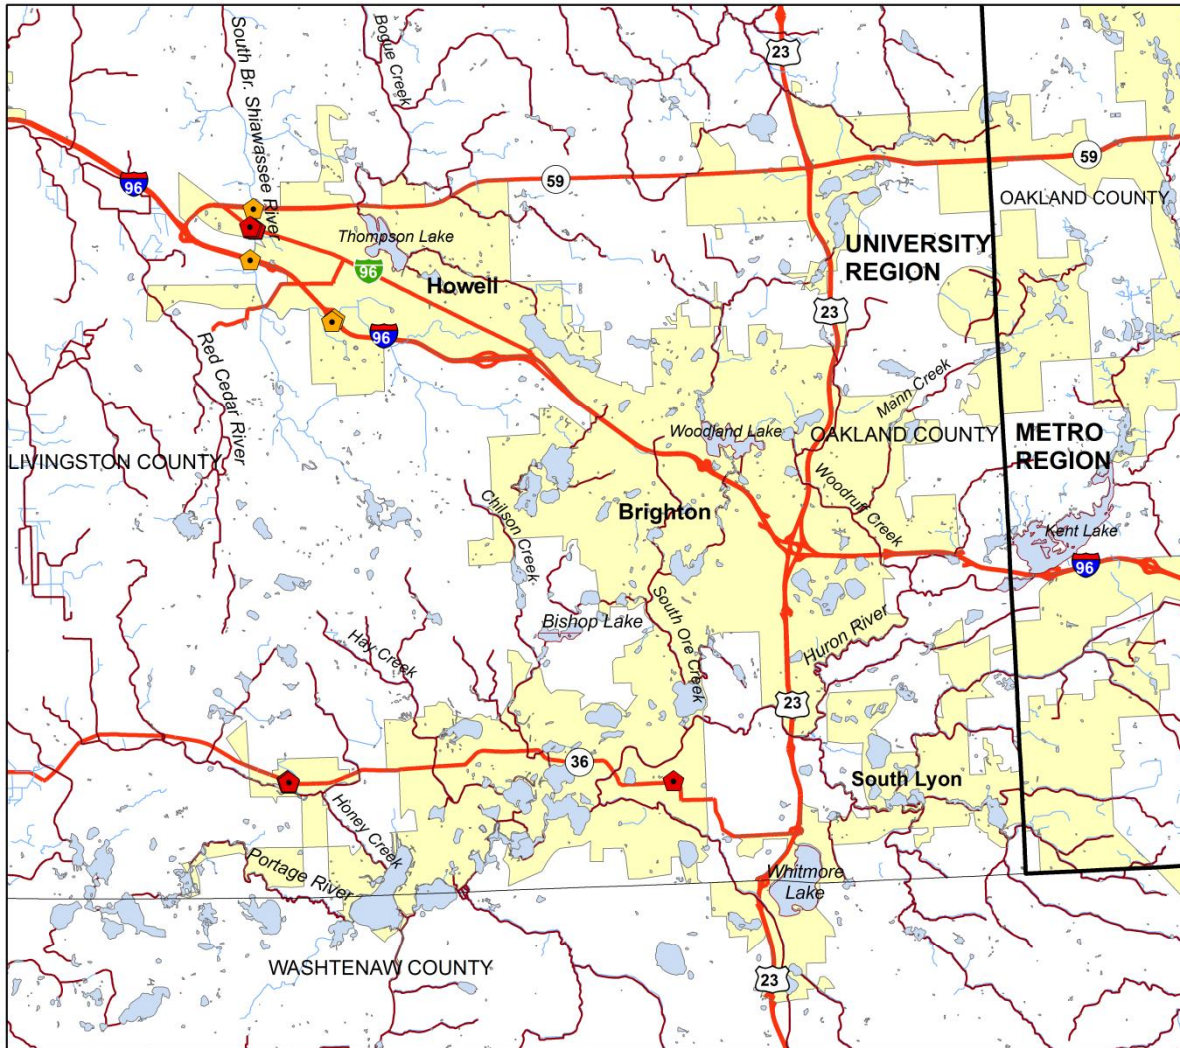 23
South Br. Shiawassee River
Bogue Creek
59
59
96
OAKLAND COUNTY
Thompson Lake
UNIVERSITY
REGION
96
Howell
23
96
Red Cedar River
Mann Creek
Woodland Lake
OAKLAND COUNTY
METRO
REGION
LIVINGSTON COUNTY
Chilson Creek
Brighton
Woodruff Creek
Kent Lake
96
South Ore Creek
Bishop Lake
Hay Creek
Huron River
23
36
South Lyon
Honey Creek
Portage River
Whitmore
Lake
WASHTENAW COUNTY
23